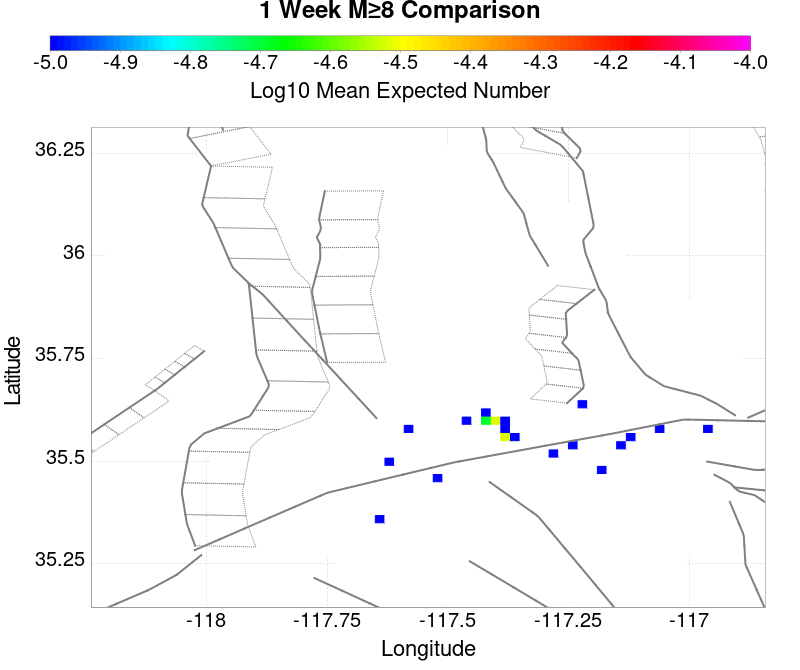 1 Week M≥8 Comparison
-5.0 -4.9 -4.8 -4.7 -4.6 -4.5 -4.4 -4.3 -4.2 -4.1 -4.0
Log10 Mean Expected Number
36.25
36
35.75
35.5
35.25
Latitude
-118 -117.75 -117.5 -117.25 -117
Longitude